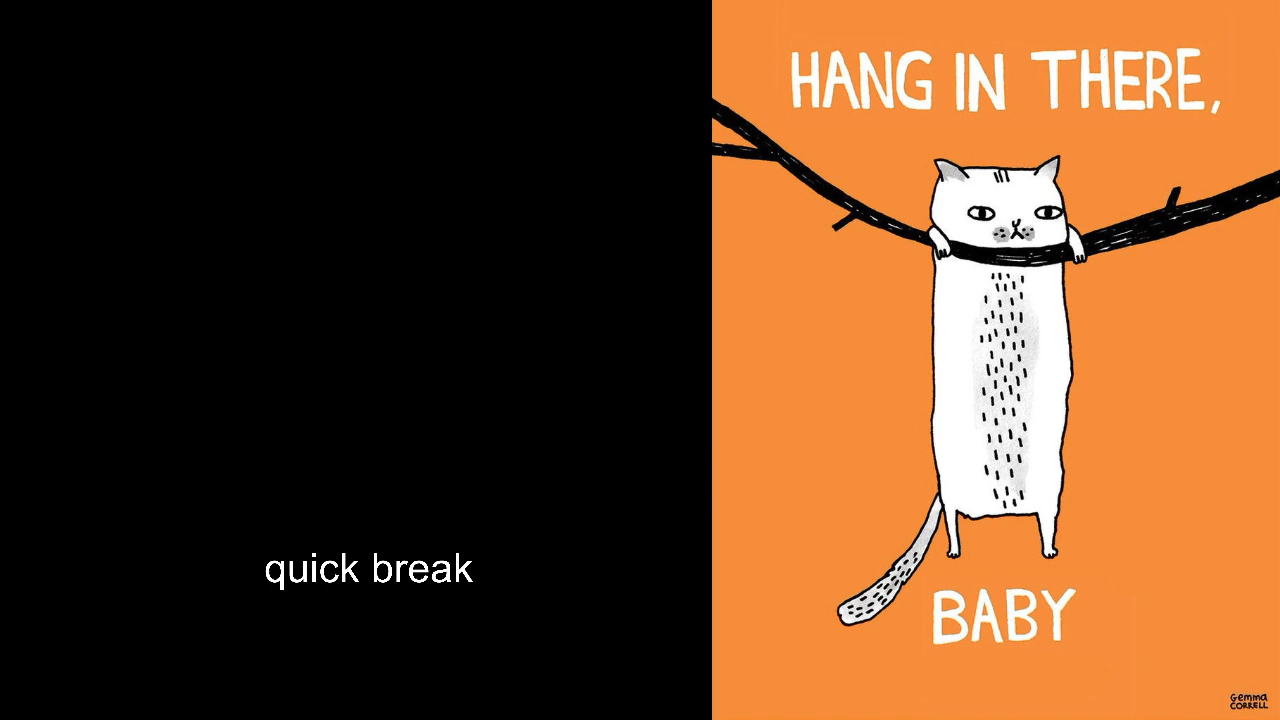 quick break
HANG IN THERE,
BABY
Gemma
CORRELL